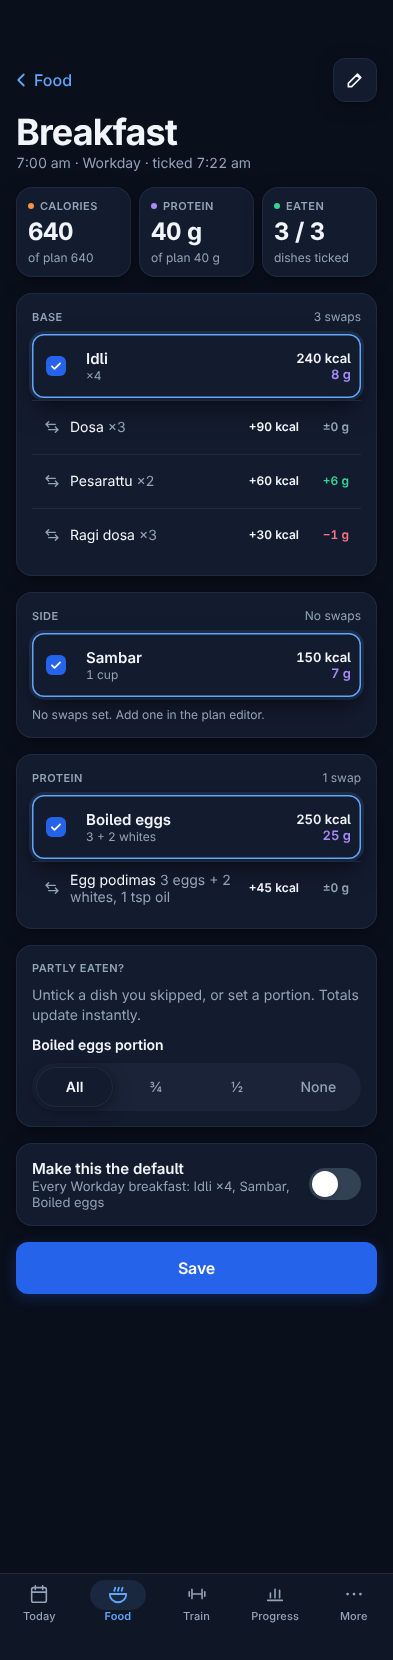 Food
Breakfast
7:00 am · Workday · ticked 7:22 am
CALORIES
640
of plan 640
PROTEIN
40 g
of plan 40 g
EATEN
3 / 3
dishes ticked
BASE
3 swaps
Idli
×4
240 kcal
8 g
Dosa ×3
+90 kcal
±0 g
Pesarattu ×2
+60 kcal
+6 g
Ragi dosa ×3
+30 kcal
−1 g
SIDE
No swaps
Sambar
1 cup
150 kcal
7 g
No swaps set. Add one in the plan editor.
PROTEIN
1 swap
Boiled eggs
3 + 2 whites
250 kcal
25 g
Egg podimas 3 eggs + 2
whites, 1 tsp oil
+45 kcal
±0 g
PARTLY EATEN?
Untick a dish you skipped, or set a portion. Totals
update instantly.
Boiled eggs portion
All
¾
½
None
Make this the default
Every Workday breakfast: Idli ×4, Sambar,
Boiled eggs
Save
Today
Food
Train
Progress
More